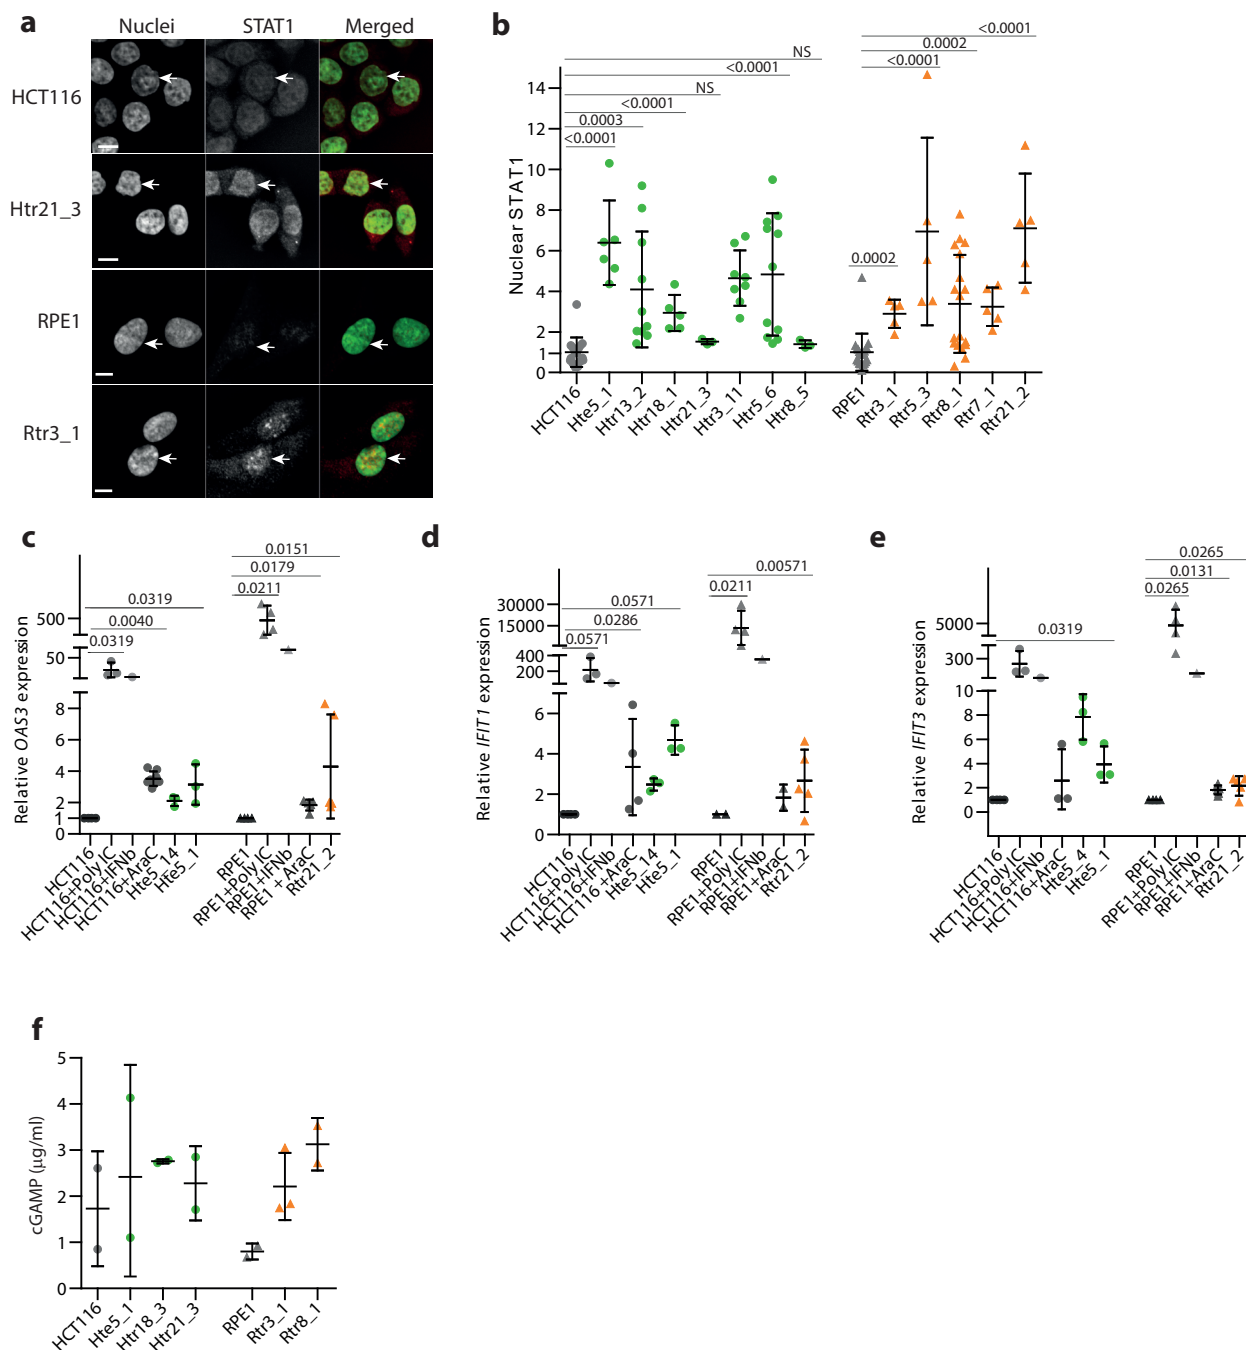 a
Nuclei STAT1 Merged
HCT116
Htr21_3
RPE1
Rtr3_1
b
<0.0001
NS 0.0002
<0.0001 <0.0001
NS
<0.0001
0.0003
<0.0001
0.0002
Nuclear STAT1
14
12
10
8
6
4
2
1
0
HCT116 Hte5_1 Htr13_2 Htr18_1 Htr21_3 Htr3_11 Htr5_6 Htr8_5 RPE1 Rtr3_1 Rtr5_3 Rtr8_1 Rtr7_1 Rtr21_2
c
0.0151
0.0179
0.0211
0.0319
0.0040
0.0319
Relative OAS3 expression
500
50
8
6
4
2
1
0
HCT116 HCT116+Poly IC HCT116+IFNb HCT116+AraC Hte5_14 Hte5_1 RPE1 RPE1+Poly IC RPE1+IFNb RPE1 +AraC Rtr21_2
d
0.00571
0.0211
0.0571
0.0286
0.0571
Relative IFIT1 expression
30000
15000
400
200
6
4
2
1
0
HCT116 HCT116+Poly IC HCT116+IFNb HCT116+AraC Hte5_14 Hte5_1 RPE1 RPE1+Poly IC RPE1+IFNb RPE1 +AraC Rtr21_2
e
0.0265
0.0131
0.0265
0.0319
Relative IFIT3 expression
5000
300
10
8
6
4
2
1
0
HCT116 HCT116+Poly IC HCT116+IFNb HCT116+AraC Hte5_4 Hte5_1 RPE1 RPE1+Poly IC RPE1+IFNb RPE1+AraC Rtr21_2
f
cGAMP (μg/ml)
5
4
3
2
1
0
HCT116 Hte5_1 Htr18_3 Htr21_3 RPE1 Rtr3_1 Rtr8_1